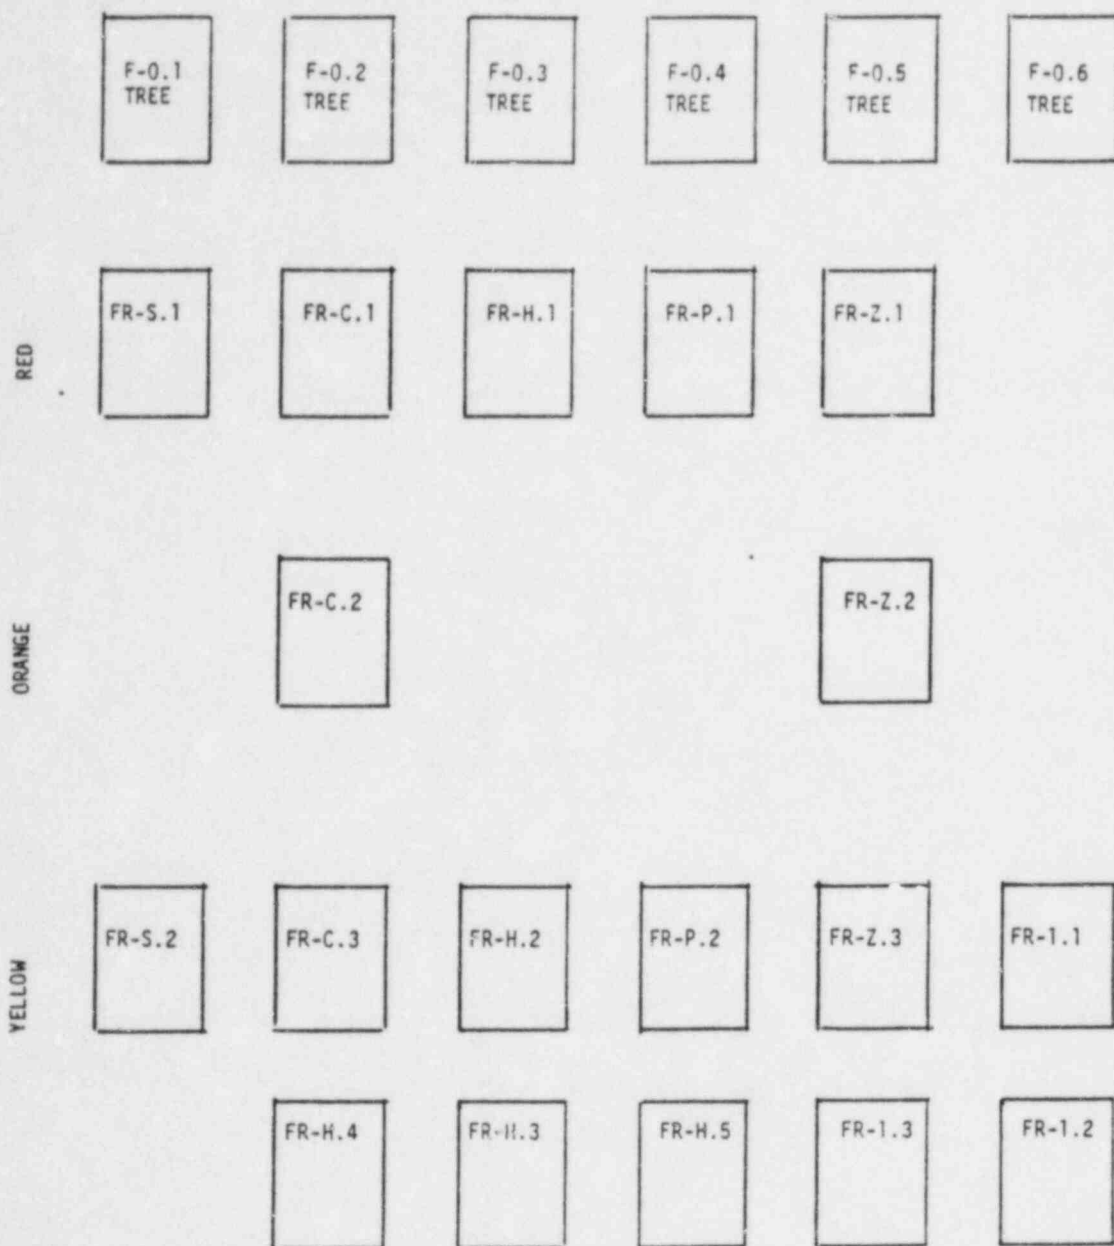 F-0.1
TREE
F-0.2
TREE
F-0.3
TREE
F-0.4
TREE
F-0.5
TREE
F-0.6
TREE
RED
FR-S.1
FR-C.1
FR-H.1
FR-P.1
FR-Z.1
ORANGE
FR-C.2
FR-Z.2
YELLOW
FR-S.2
FR-C.3
FR-H.2
FR-P.2
FR-Z.3
FR-1.1
FR-H.4
FR-H.3
FR-H.5
FR-1.3
FR-1.2